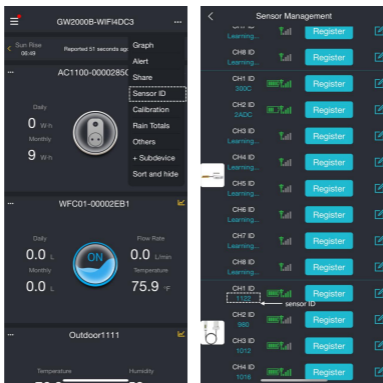 GW2000B-WIFI4DC3
Sun Rise
06:49
Reported 51 seconds ago
Graph
Alert
Share
Sensor ID
Calibration
Rain Totals
Others
+ Subdevice
Sort and hide
AC1100-0000285C
Daily
0 W·h
Monthly
9 W·h
WFC01-00002EB1
Daily
0.0 L
Monthly
0.0 L
ON
Flow Rate
0.0 L/min
Temperature
75.9 °F
Outdoor1111
Temperature
Humidity
Sensor Management
Learning...
Register
CH8 ID
Learning...
Register
CH1 ID
500C
Register
CH2 ID
2ADC
Register
CH3 ID
Learning...
Register
CH4 ID
Learning...
Register
CH5 ID
Learning...
Register
CH6 ID
Learning...
Register
CH7 ID
Learning...
Register
CH8 ID
Learning...
Register
CH1 ID
1122
Register
sensor ID
CH2 ID
980
Register
CH3 ID
1012
Register
CH4 ID
1016
Register